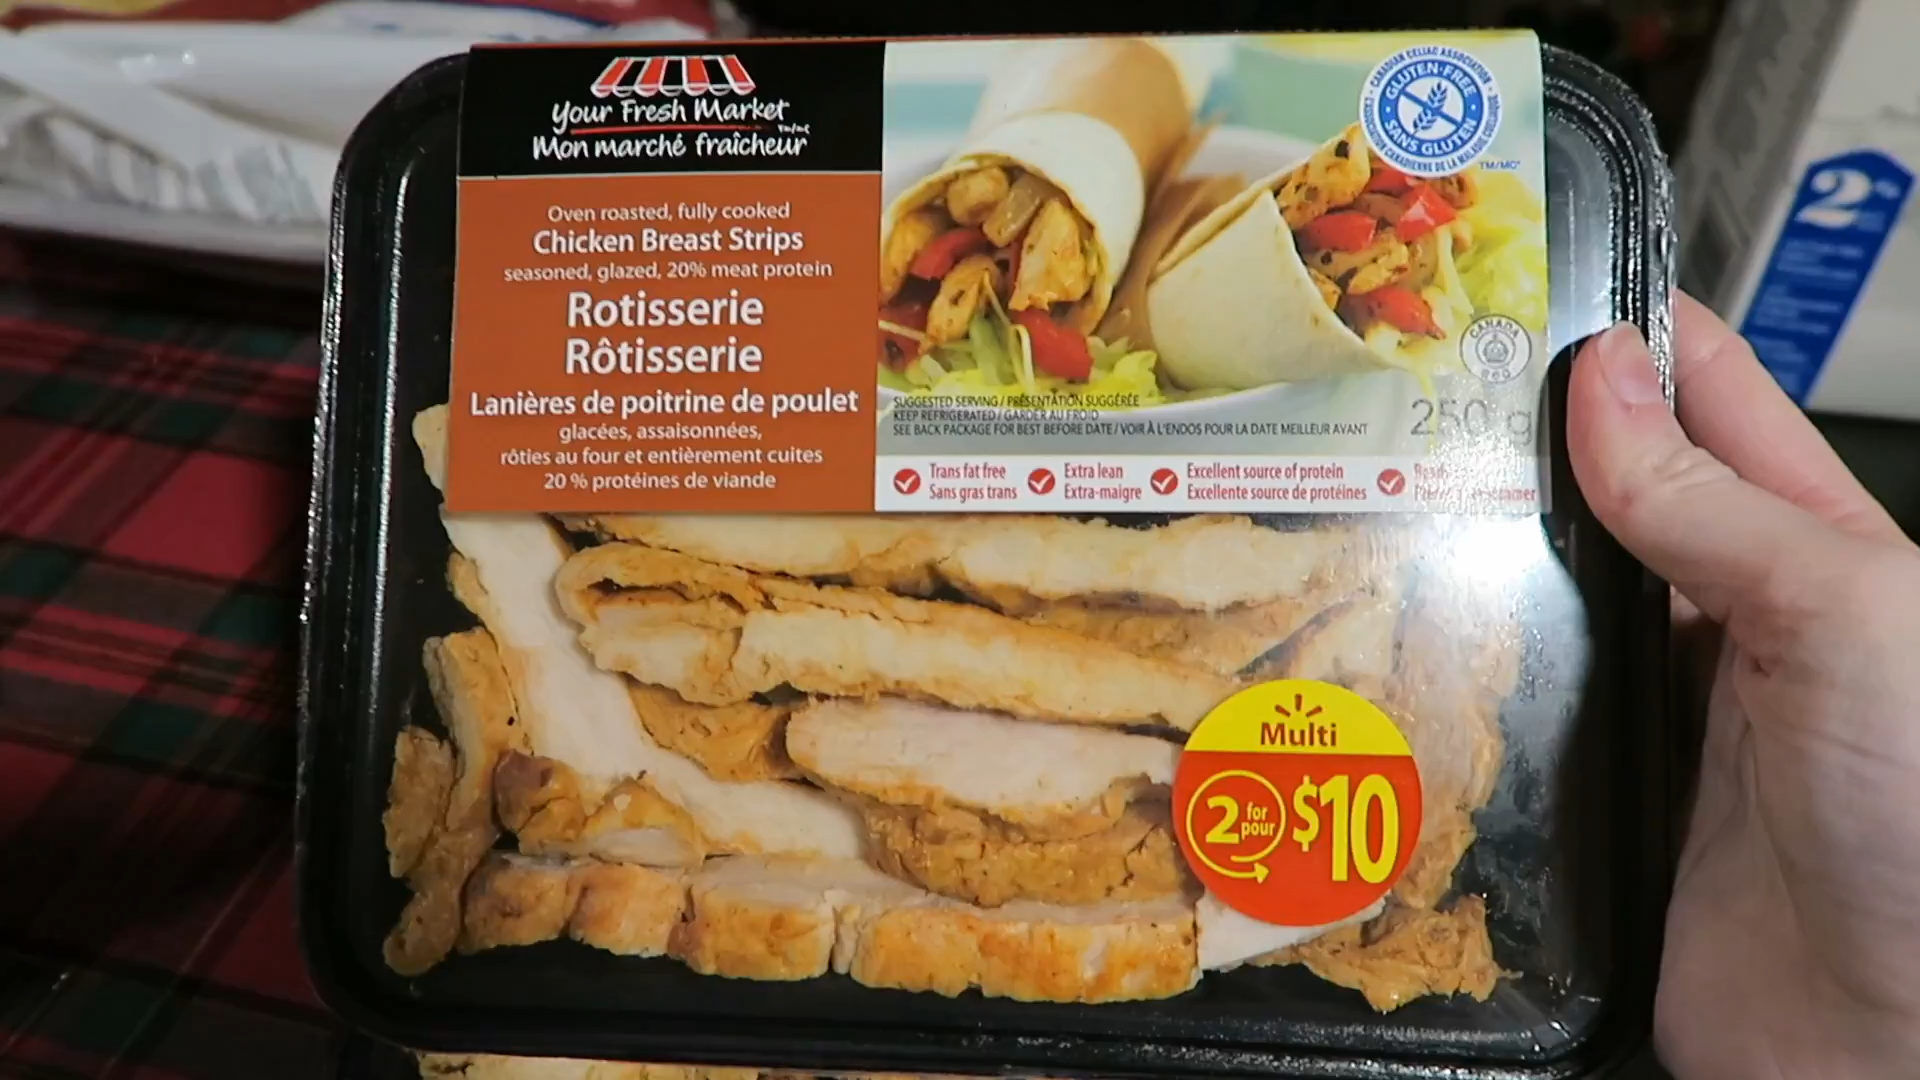 Your Fresh Market
TM/MC
Mon marché fraîcheur
Oven roasted, fully cooked
Chicken Breast Strips
seasoned, glazed, 20% meat protein
Rotisserie
Rôtisserie
Lanières de poitrine de poulet
glacées, assaisonnées,
rôties au four et entièrement cuites
20 % protéines de viande
CANADIAN CELIAC ASSOCIATION
GLUTEN-FREE
SANS GLUTEN
TM/MC
CANADA
250 g
SUGGESTED SERVING / PRÉSENTATION SUGGÉRÉE
KEEP REFRIGERATED / GARDER AU FROID
SEE BACK PACKAGE FOR BEST BEFORE DATE / VOIR À L'ENDOS POUR LA DATE MEILLEUR AVANT
Trans fat free
Sans gras trans
Extra lean
Extra-maigre
Excellent source of protein
Excellente source de protéines
Multi
2 for
pour
$10
2%